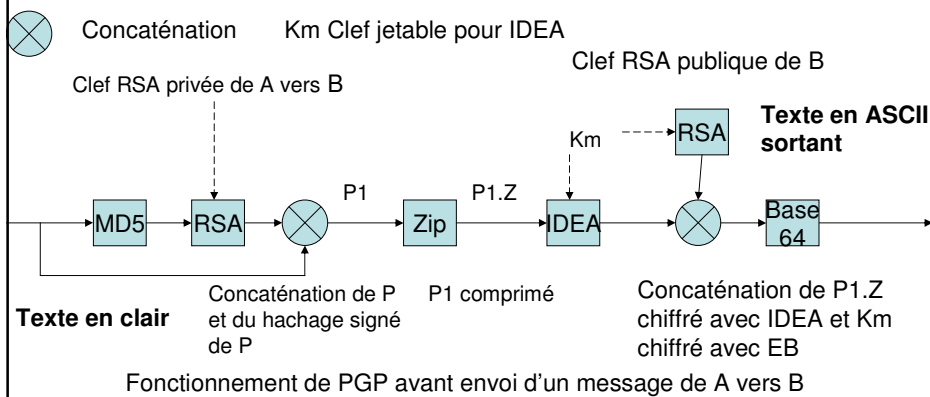 Concaténation
Km Clef jetable pour IDEA
Clef RSA publique de B
Clef RSA privée de A vers B
Texte en ASCII
sortant
Km
RSA
P1
P1.Z
MD5
RSA
Zip
IDEA
Base
64
Texte en clair
Concaténation de P
et du hachage signé
de P
P1 comprimé
Concaténation de P1.Z
chiffré avec IDEA et Km
chiffré avec EB
Fonctionnement de PGP avant envoi d'un message de A vers B